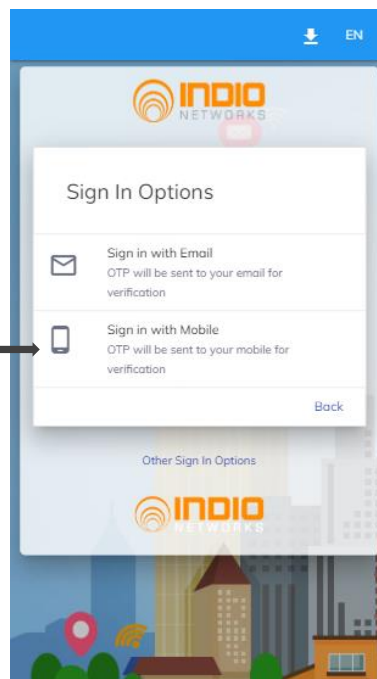 EN
INDIO
NETWORKS
Sign In Options
Sign in with Email
OTP will be sent to your email for
verification
Sign in with Mobile
OTP will be sent to your mobile for
verification
Back
Other Sign In Options
INDIO
NETWORKS